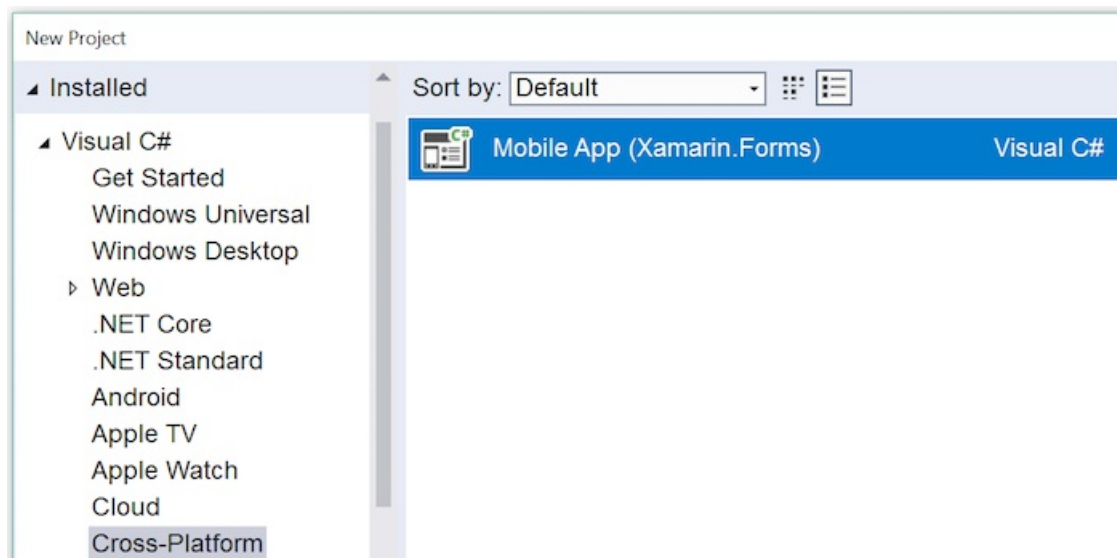 New Project
Installed
Visual C#
Get Started
Windows Universal
Windows Desktop
Web
.NET Core
.NET Standard
Android
Apple TV
Apple Watch
Cloud
Cross-Platform
Sort by: Default
C# Mobile App (Xamarin.Forms) Visual C#